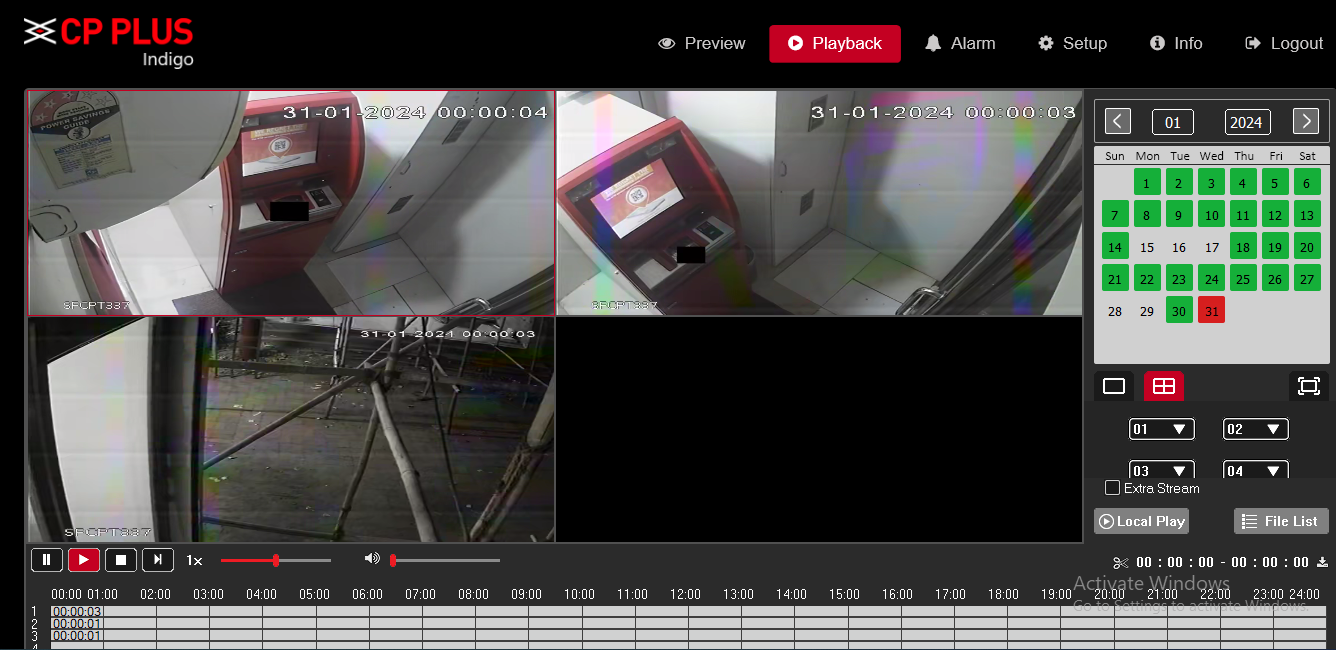 CP PLUS
Indigo
Preview
Playback
Alarm
Setup
Info
Logout
POWER SAVINGS
GUIDE
31-01-2024 00:00:04
SFCPT337
31-01-2024 00:00:03
SFCPT337
31-01-2024 00:00:03
SFCPT337
01 2024
Sun Mon Tue Wed Thu Fri Sat
1 2 3 4 5 6
7 8 9 10 11 12 13
14 15 16 17 18 19 20
21 22 23 24 25 26 27
28 29 30 31
01 02
03 04
Extra Stream
Local Play File List
1x
00 : 00 : 00 - 00 : 00 : 00
Activate Windows
Go to Settings to activate Windows.
00:00 01:00 02:00 03:00 04:00 05:00 06:00 07:00 08:00 09:00 10:00 11:00 12:00 13:00 14:00 15:00 16:00 17:00 18:00 19:00 20:00 21:00 22:00 23:00 24:00
1 00:00:03
2 00:00:01
3 00:00:01
4